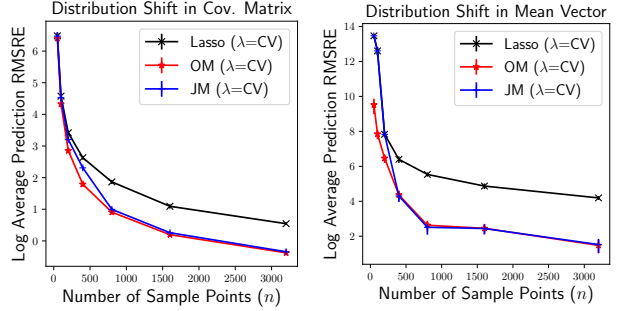 Distribution Shift in Cov. Matrix
Log Average Prediction RMSRE
6
5
4
3
2
1
0
Lasso (λ=CV)
OM (λ=CV)
JM (λ=CV)
0 500 1000 1500 2000 2500 3000
Number of Sample Points (n)
Distribution Shift in Mean Vector
Log Average Prediction RMSRE
14
12
10
8
6
4
2
Lasso (λ=CV)
OM (λ=CV)
JM (λ=CV)
0 500 1000 1500 2000 2500 3000
Number of Sample Points (n)